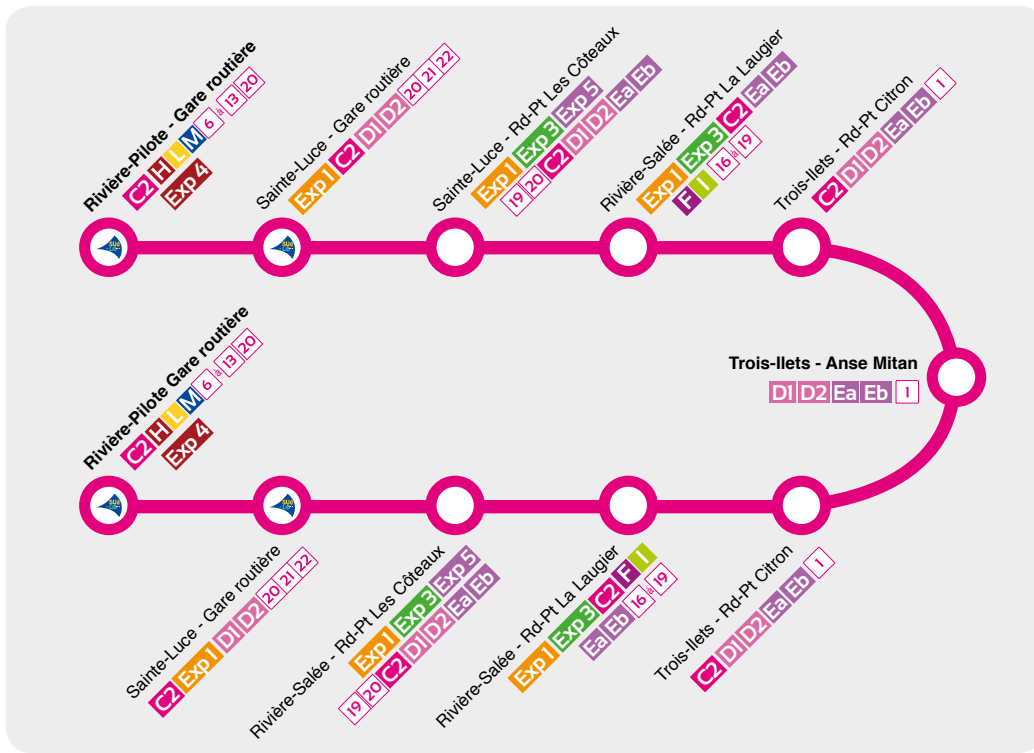 Rivière-Pilote - Gare routière
C2 H L M 6 à 13 20
Exp 4
Sainte-Luce - Gare routière
Exp 1 C2 D1 D2 20 21 22
Sainte-Luce - Rd-Pt Les Côteaux
Exp 1 Exp 3 Exp 5
19 20 C2 D1 D2 Ea Eb
Rivière-Salée - Rd-Pt La Laugier
Exp 1 Exp 3 C2 Ea Eb
F I 16 à 19
Trois-Ilets - Rd-Pt Citron
C2 D1 D2 Ea Eb 1
Trois-Ilets - Anse Mitan
D1 D2 Ea Eb 1
Rivière-Pilote Gare routière
C2 H L M 6 à 13 20
Exp 4
Sainte-Luce - Gare routière
C2 Exp 1 D1 D2 20 21 22
Rivière-Salée - Rd-Pt Les Côteaux
Exp 1 Exp 3 Exp 5
19 20 C2 D1 D2 Ea Eb
Rivière-Salée - Rd-Pt La Laugier
Exp 1 Exp 3 C2 F I
Ea Eb 16 à 19
Trois-Ilets - Rd-Pt Citron
C2 D1 D2 Ea Eb 1